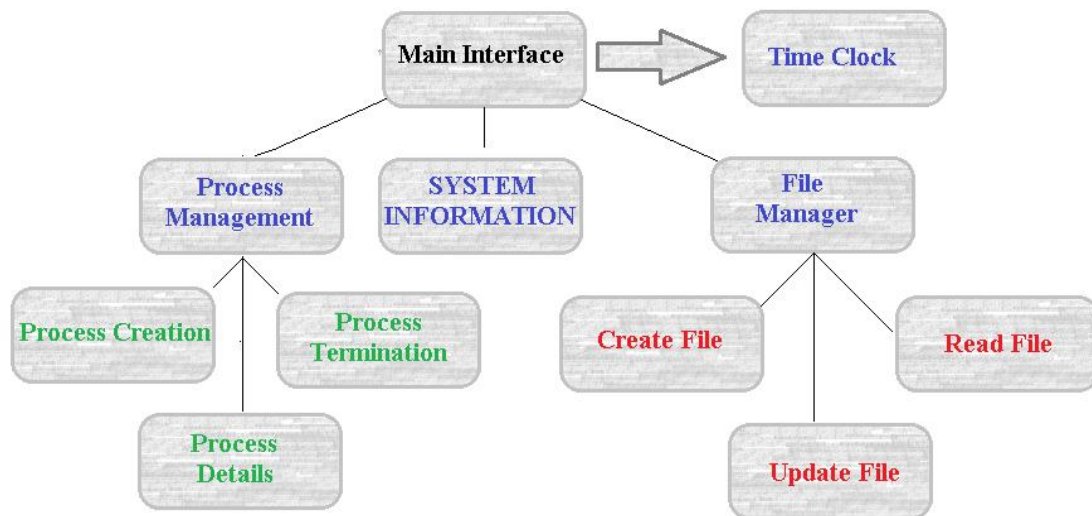 Main Interface
Time Clock
Process
Management
SYSTEM
INFORMATION
File
Manager
Process Creation
Process
Termination
Create File
Read File
Process
Details
Update File